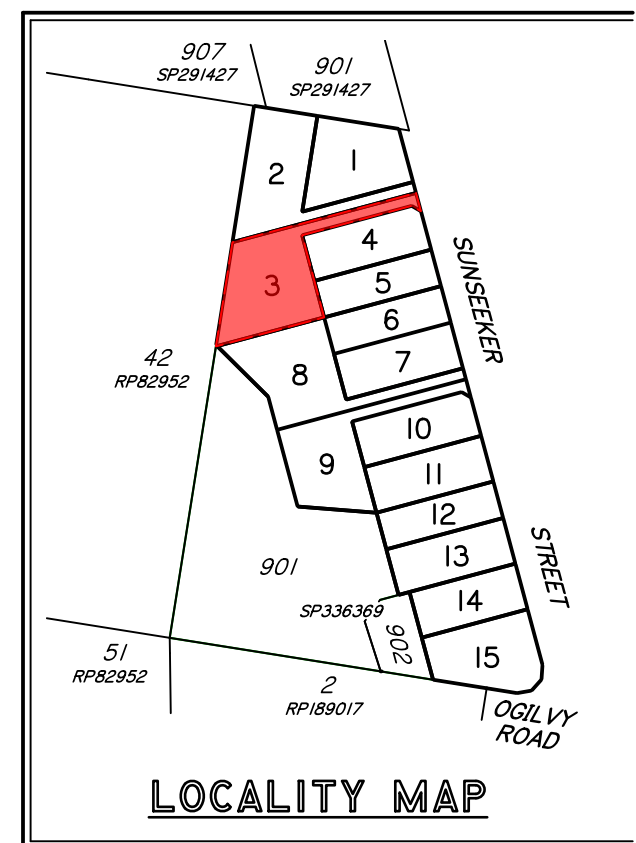 907
SP291427
901
SP291427
1
2
4
SUNSEEKER
3
5
6
42
RP82952
7
8
10
9
11
12
STREET
901
13
SP336369
14
902
51
RP82952
15
2
RP189017
OGILVY
ROAD
LOCALITY MAP